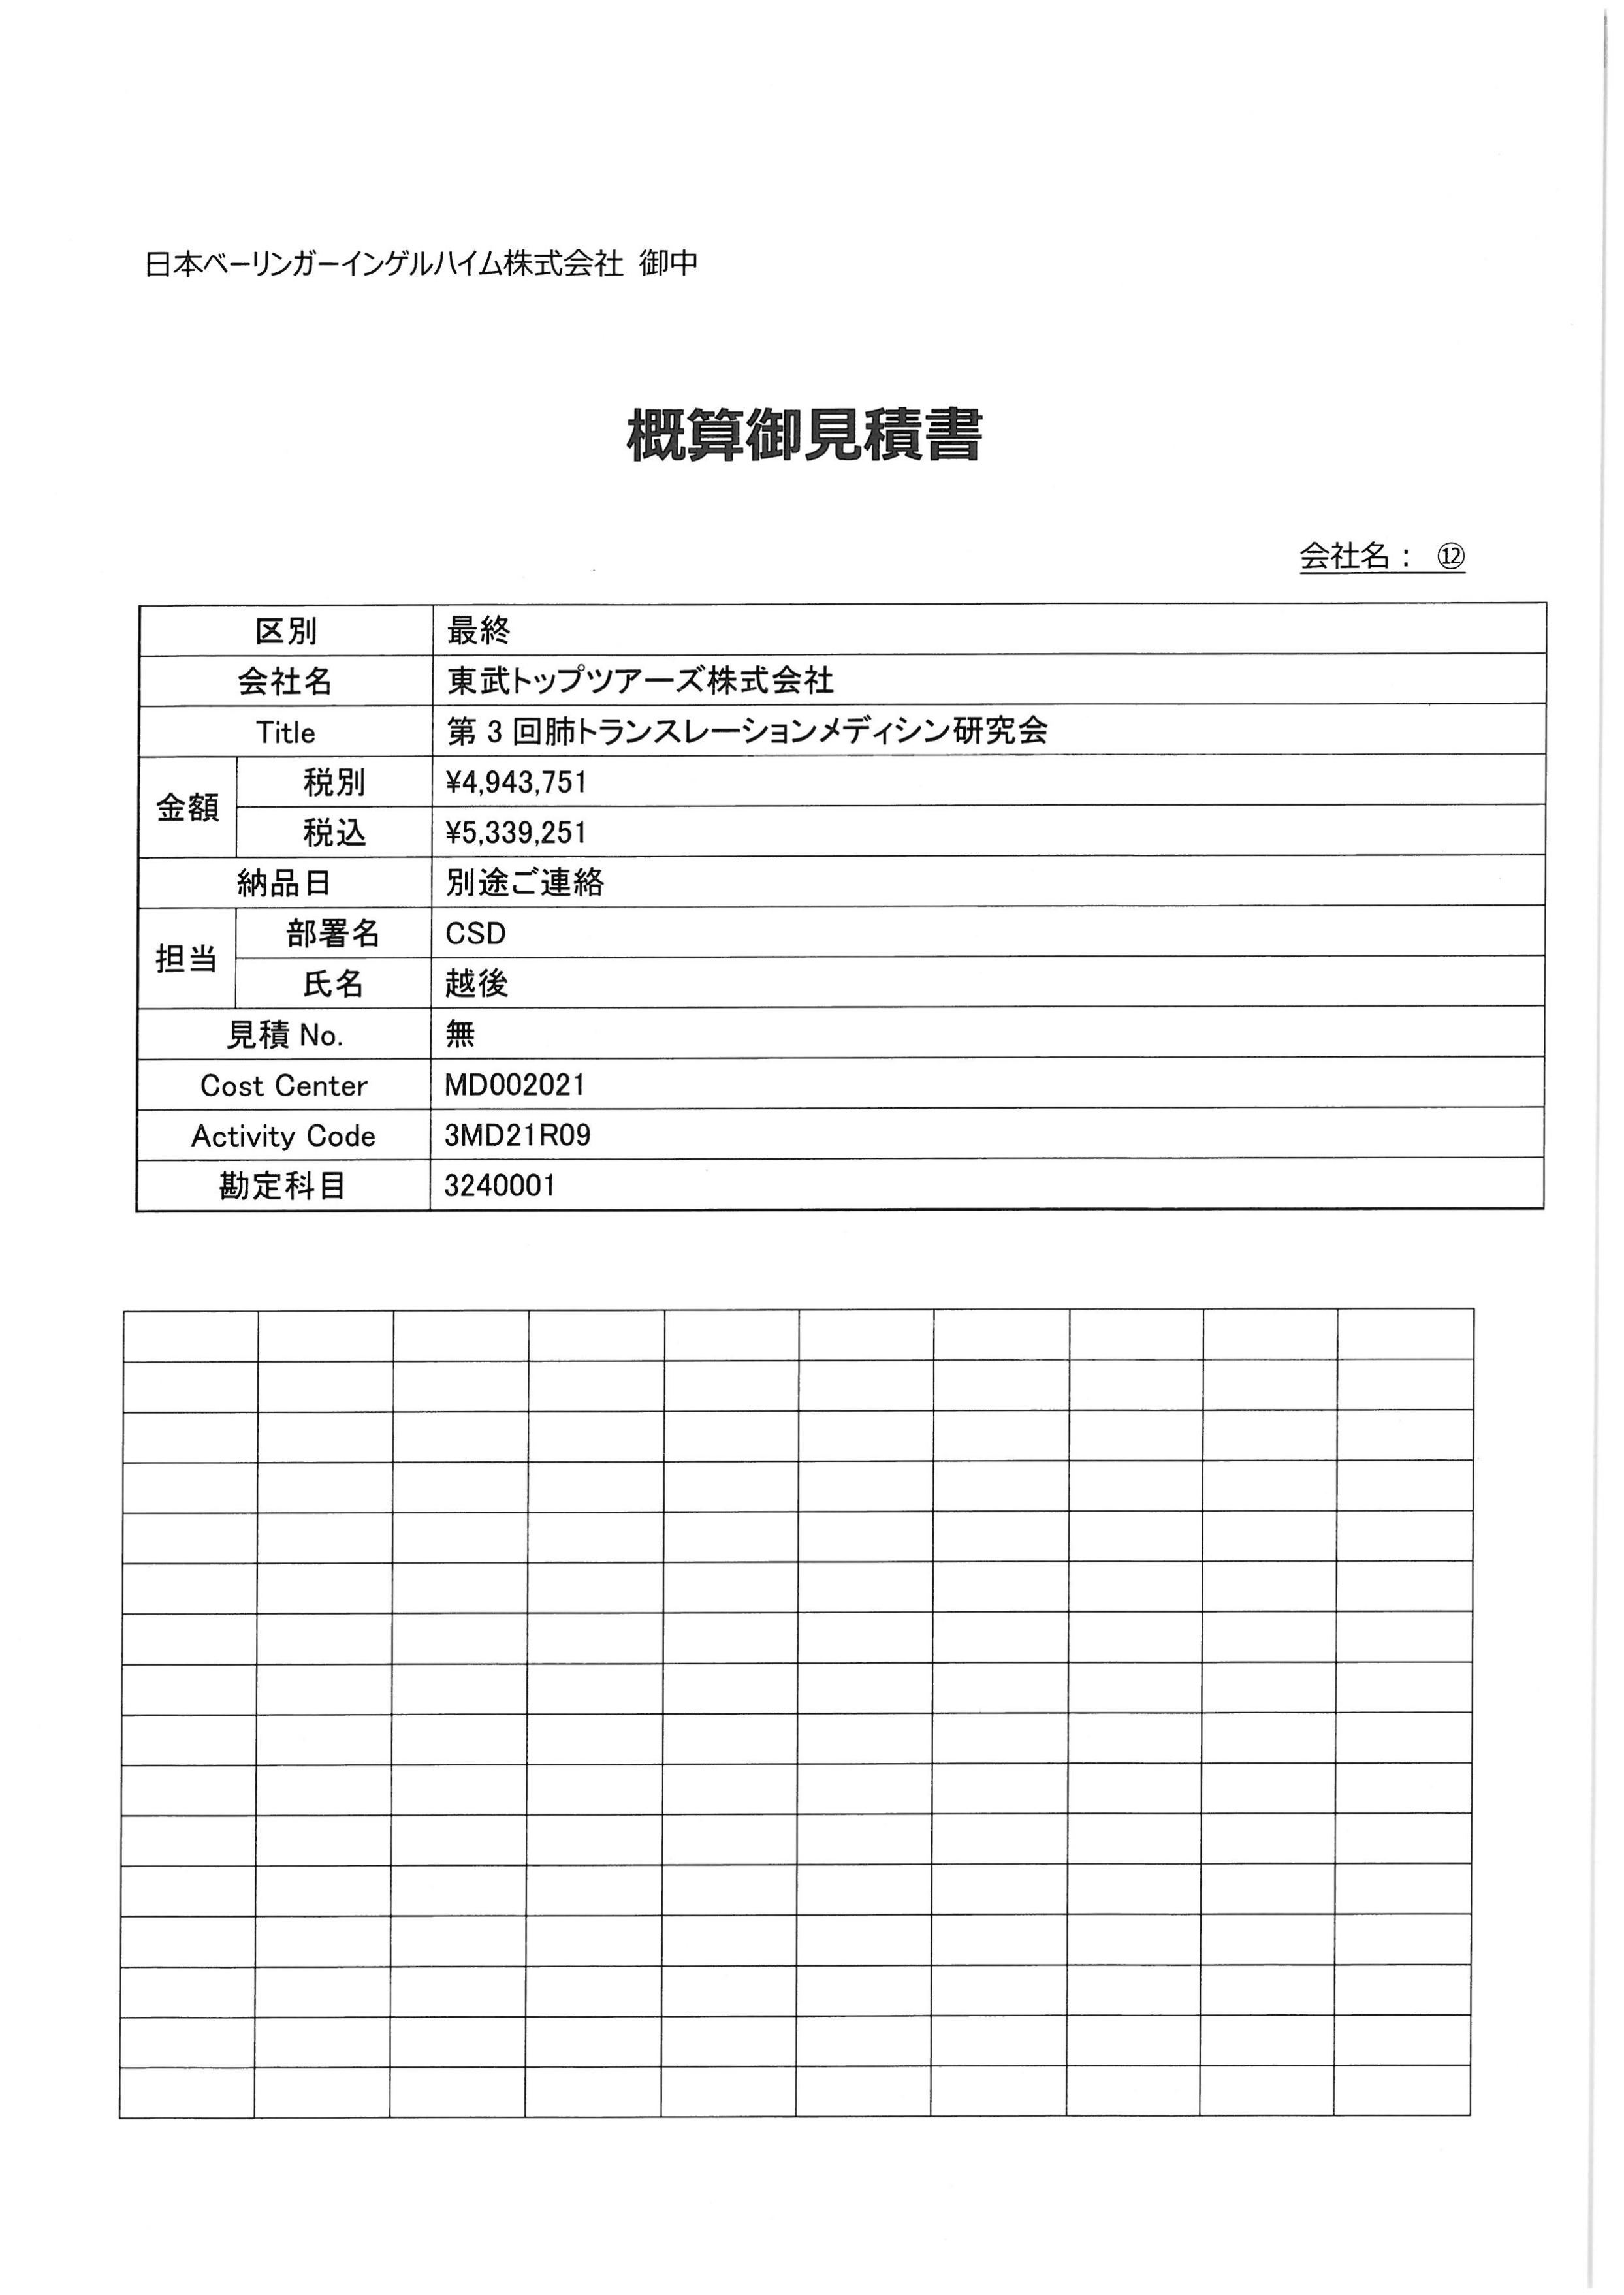 日本ベーリンガーインゲルハイム株式会社 御中
概算御見積書
会社名： ⑫
区別 最終
会社名 東武トップツアーズ株式会社
Title 第 3 回肺トランスレーションメディシン研究会
金額 税別 ¥4,943,751
税込 ¥5,339,251
納品日 別途ご連絡
担当 部署名 CSD
氏名 越後
見積 No. 無
Cost Center MD002021
Activity Code 3MD21R09
勘定科目 3240001